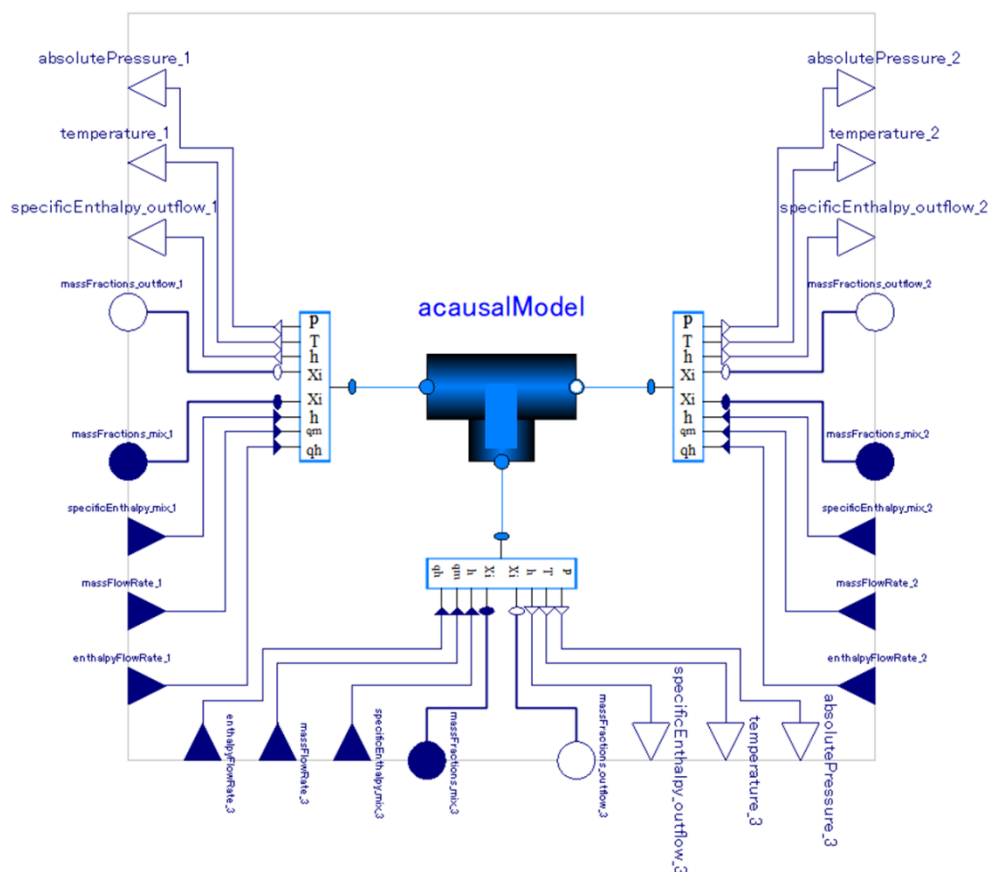 absolutePressure_1
absolutePressure_2
temperature_1
temperature_2
specificEnthalpy_outflow_1
specificEnthalpy_outflow_2
massFractions_outflow_1
massFractions_outflow_2
acausalModel
p
T
h
Xi
Xi
h
qm
qh
p
T
h
Xi
Xi
h
qm
qh
massFractions_mix_1
massFractions_mix_2
specificEnthalpy_mix_1
specificEnthalpy_mix_2
massFlowRate_1
massFlowRate_2
enthalpyFlowRate_1
enthalpyFlowRate_2
qh
qm
h
Xi
Xi
h
T
p
enthalpyFlowRate_3
massFlowRate_3
specificEnthalpy_mix_3
massFractions_mix_3
massFractions_outflow_3
specificEnthalpy_outflow_3
temperature_3
absolutePressure_3